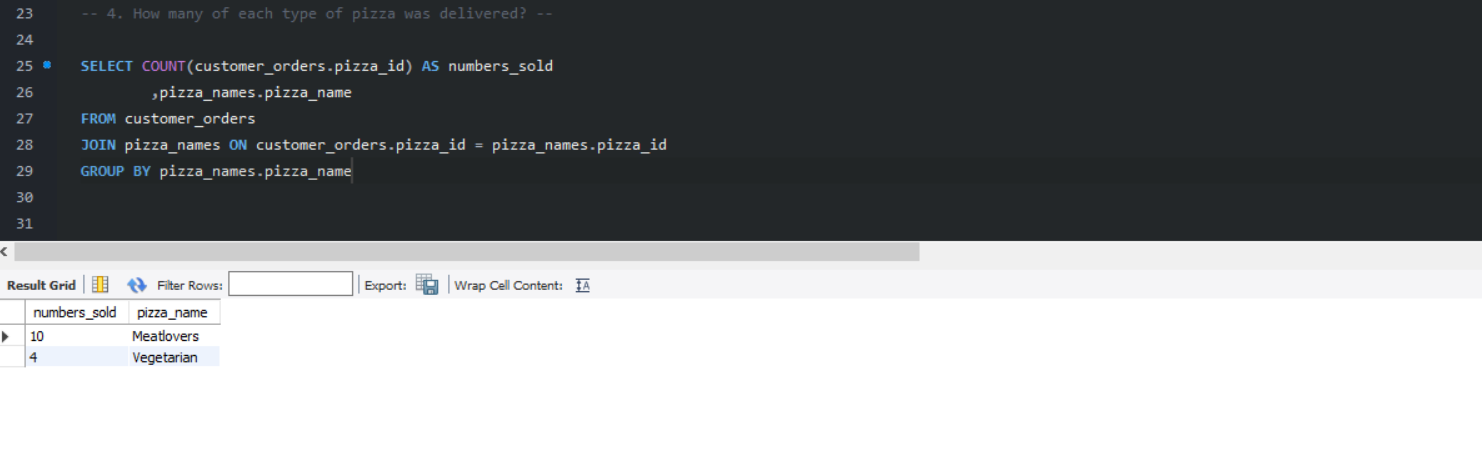 23 -- 4. How many of each type of pizza was delivered? --
24
25 SELECT COUNT(customer_orders.pizza_id) AS numbers_sold
26 ,pizza_names.pizza_name
27 FROM customer_orders
28 JOIN pizza_names ON customer_orders.pizza_id = pizza_names.pizza_id
29 GROUP BY pizza_names.pizza_name
30
31
Result Grid Filter Rows: Export: Wrap Cell Content: IA
numbers_sold pizza_name
10 Meatlovers
4 Vegetarian